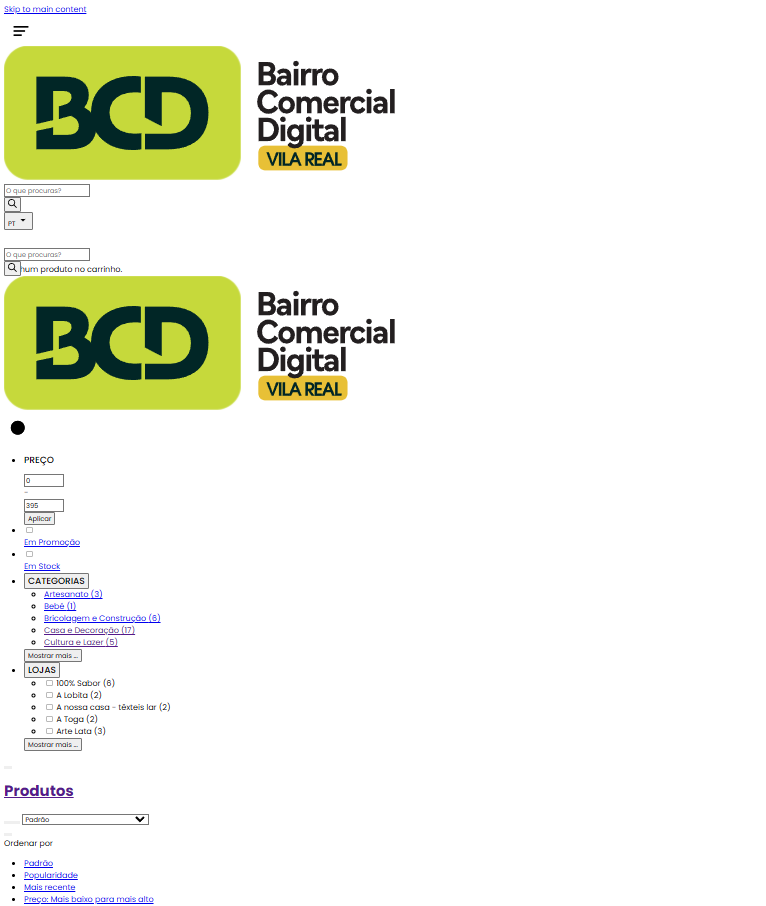 Skip to main content
BCD
Bairro
Comercial
Digital
VILA REAL
O que procuras?
PT
O que procuras?
hum produto no carrinho.
BCD
Bairro
Comercial
Digital
VILA REAL
PREÇO
0
-
395
Aplicar
Em Promoção
Em Stock
CATEGORIAS
Artesanato (3)
Bebé (1)
Bricolagem e Construção (6)
Casa e Decoração (17)
Cultura e Lazer (5)
Mostrar mais ...
LOJAS
100% Sabor (6)
A Lobita (2)
A nossa casa - têxteis lar (2)
A Toga (2)
Arte Lata (3)
Mostrar mais ...
Produtos
Padrão
Ordenar por
Padrão
Popularidade
Mais recente
Preço: Mais baixo para mais alto